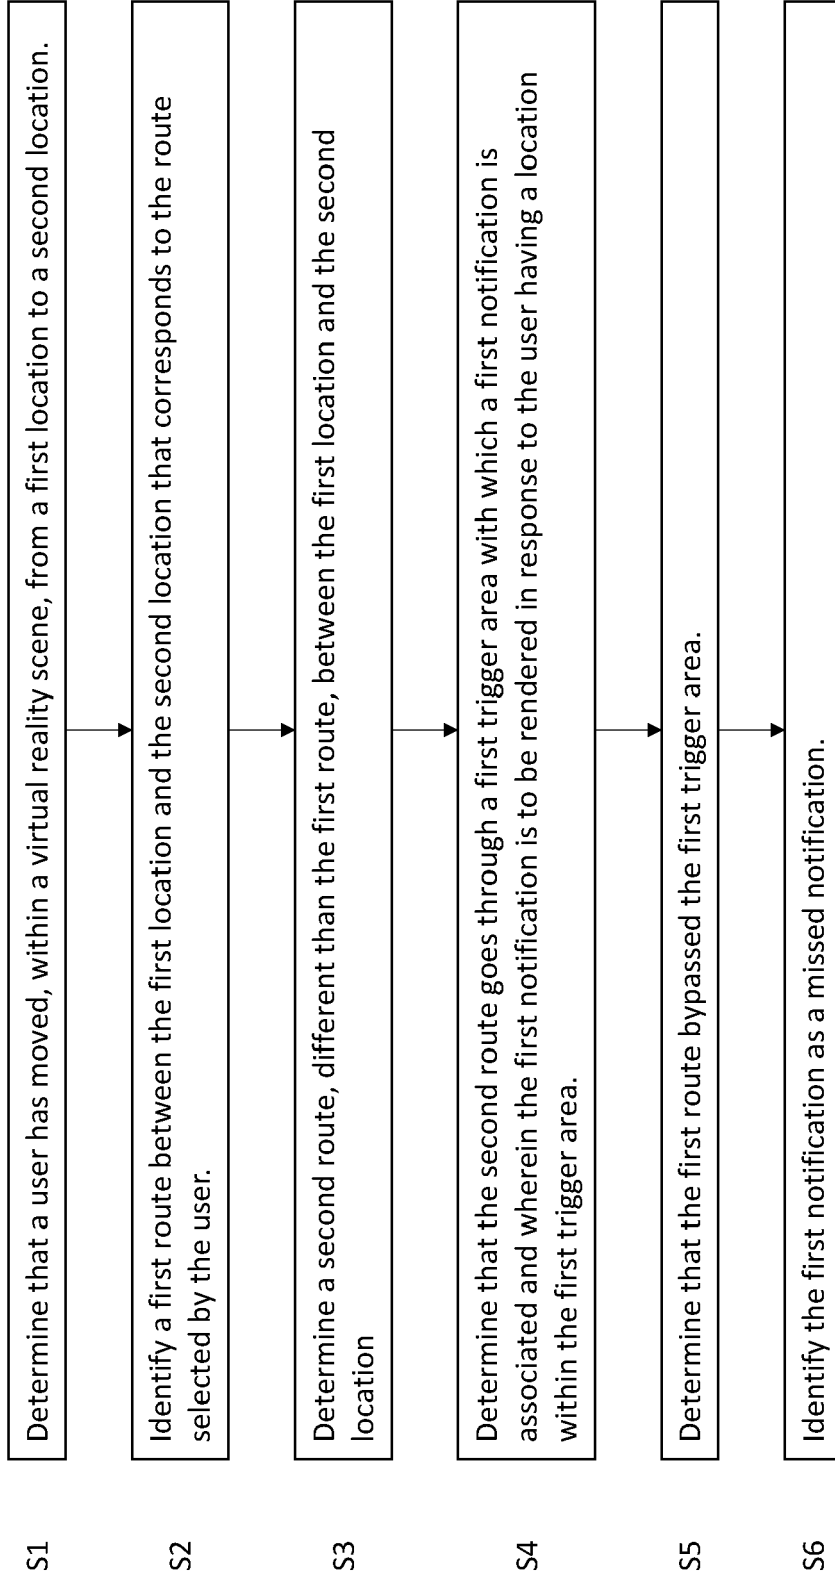 S1
Determine that a user has moved, within a virtual reality scene, from a first location to a second location.
S2
Identify a first route between the first location and the second location that corresponds to the route
selected by the user.
S3
Determine a second route, different than the first route, between the first location and the second
location
S4
Determine that the second route goes through a first trigger area with which a first notification is
associated and wherein the first notification is to be rendered in response to the user having a location
within the first trigger area.
S5
Determine that the first route bypassed the first trigger area.
S6
Identify the first notification as a missed notification.